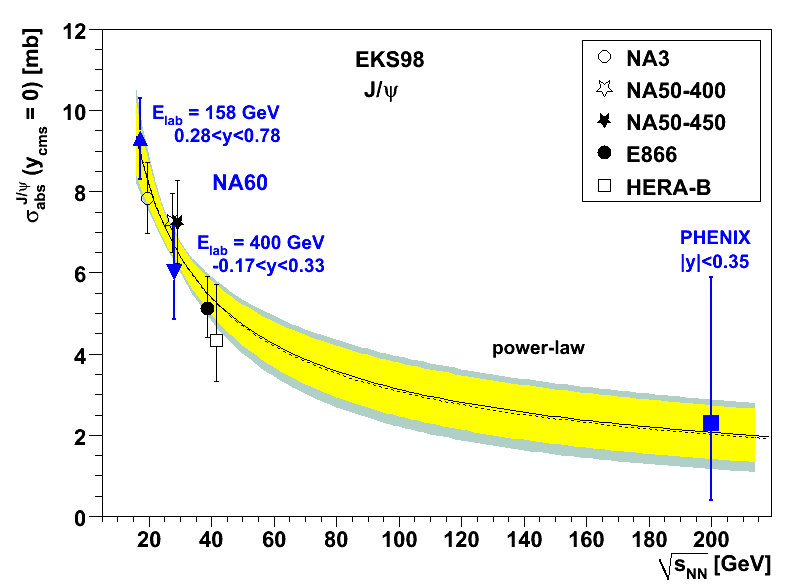 EKS98
J/ψ
NA3
NA50-400
NA50-450
E866
HERA-B
E_lab = 158 GeV
0.28<y<0.78
NA60
E_lab = 400 GeV
-0.17<y<0.33
PHENIX
|y|<0.35
power-law
σ_abs^J/ψ (y_cms = 0) [mb]
12
10
8
6
4
2
0
20 40 60 80 100 120 140 160 180 200
√s_NN [GeV]